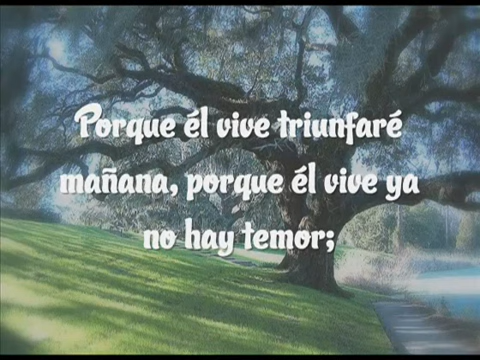 Porque él vive triunfaré
mañana, porque él vive ya
no hay temor;